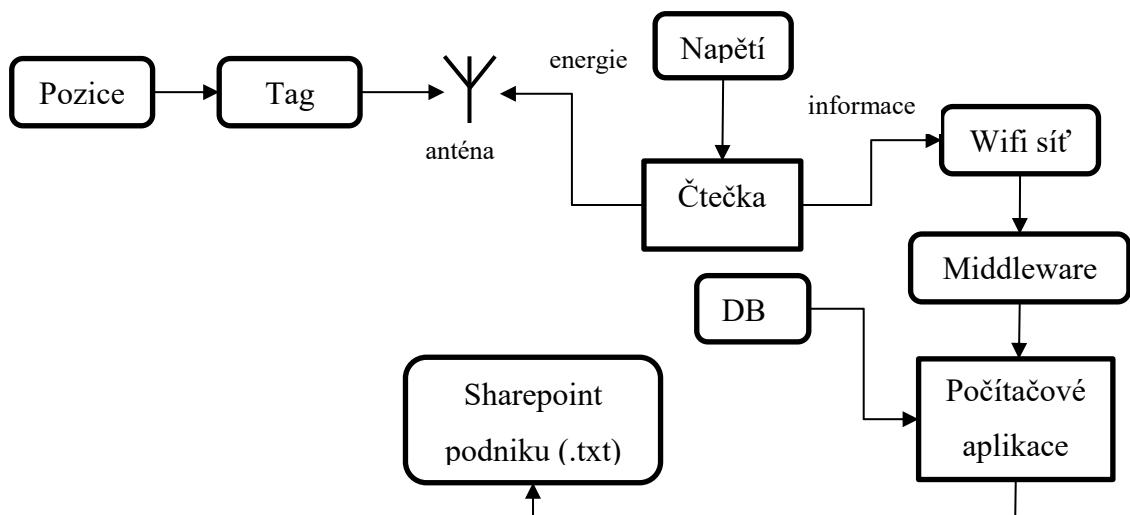 Napětí
energie
Pozice
Tag
informace
Wifi síť
anténa
Čtečka
Middleware
DB
Sharepoint
podniku (.txt)
Počítačové
aplikace